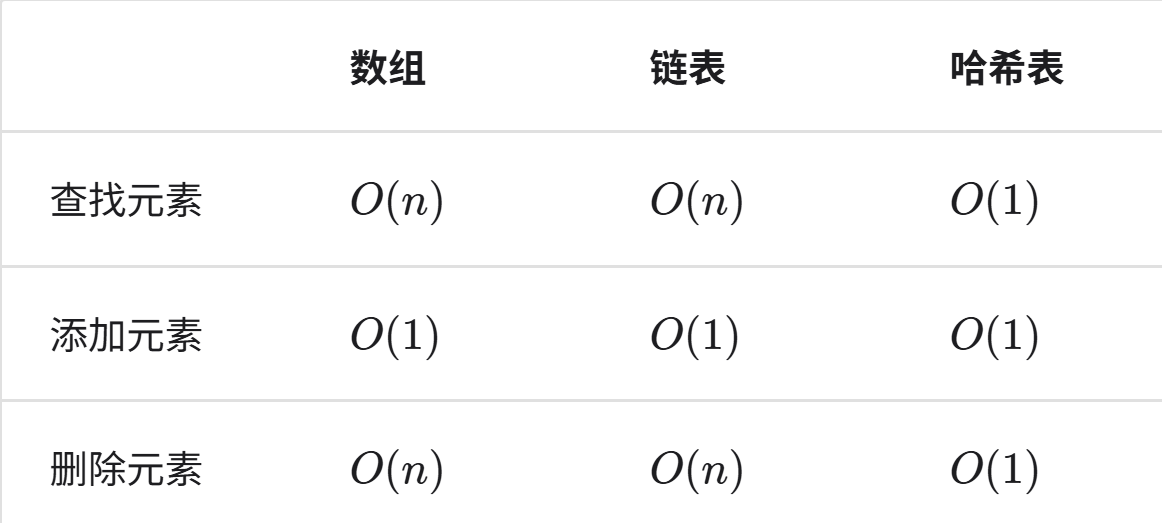 数组 链表 哈希表
查找元素 O(n) O(n) O(1)
添加元素 O(1) O(1) O(1)
删除元素 O(n) O(n) O(1)